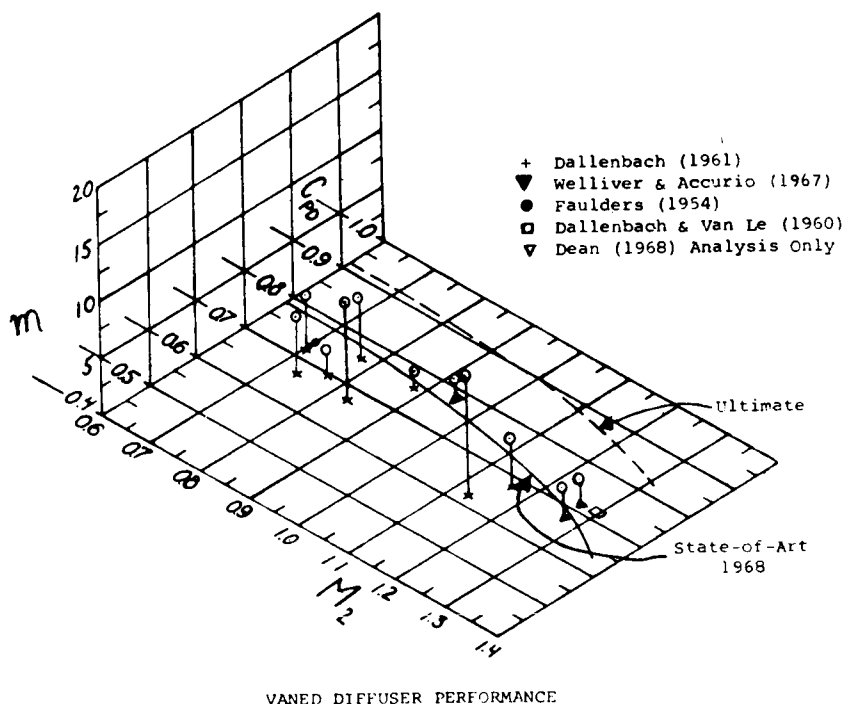 + Dallenbach (1961)
▼ Welliver & Accurio (1967)
● Faulders (1954)
□ Dallenbach & Van Le (1960)
▽ Dean (1968) Analysis Only
20
15
10
5
m
CPD
1.0
0.9
0.8
0.7
0.6
0.5
0.4
0.6
0.7
0.8
0.9
1.0
1.1
1.2
1.3
1.4
M2
Ultimate
State-of-Art
1968
VANED DIFFUSER PERFORMANCE